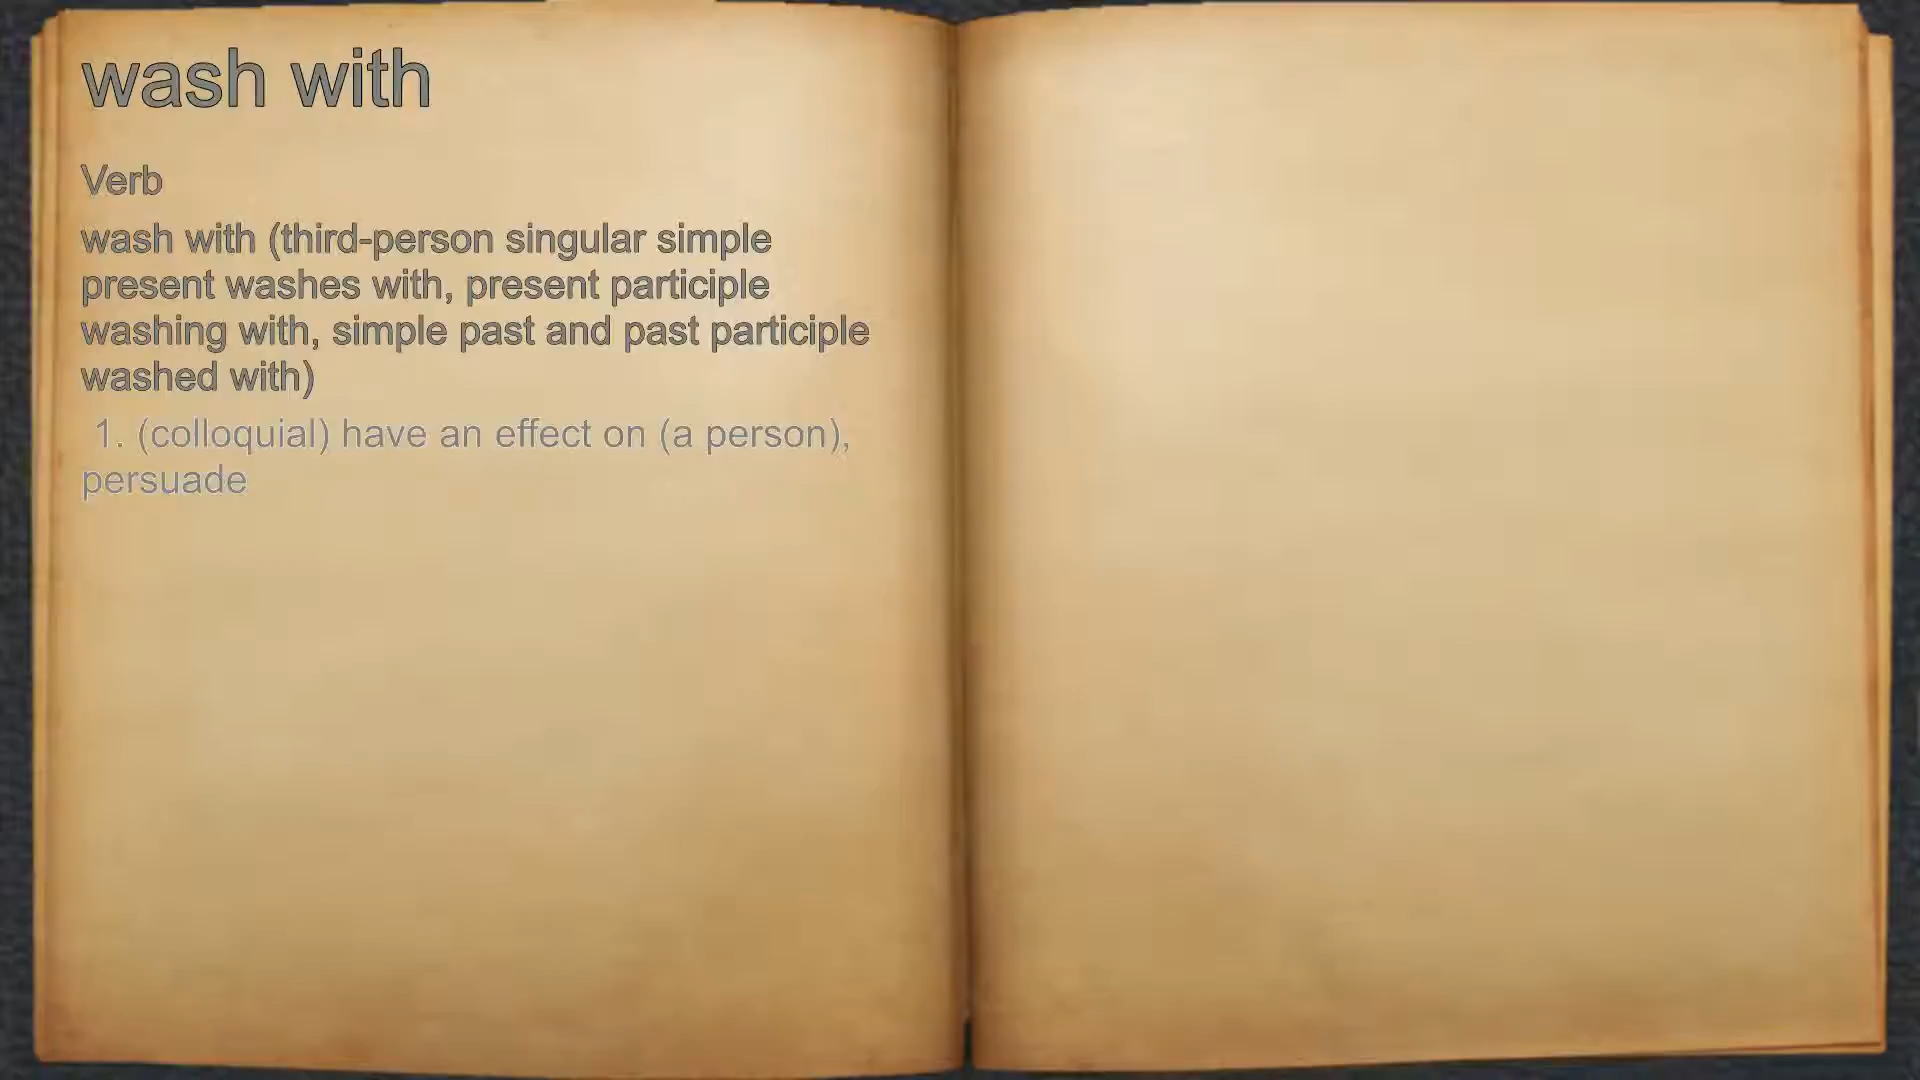 wash with
Verb
wash with (third-person singular simple
present washes with, present participle
washing with, simple past and past participle
washed with)
1. (colloquial) have an effect on (a person),
persuade